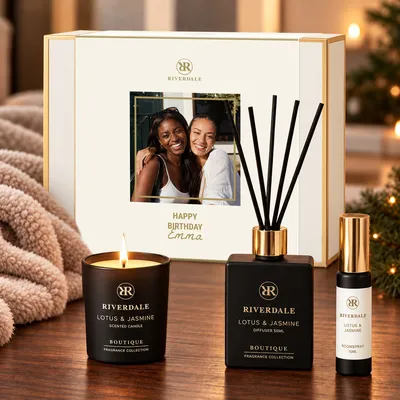 RR
RIVERDALE
HAPPY
BIRTHDAY
Emma
RR
RIVERDALE
LOTUS & JASMINE
SCENTED CANDLE
BOUTIQUE
FRAGRANCE COLLECTION
RR
RIVERDALE
LOTUS & JASMINE
DIFFUSER 50ML
BOUTIQUE
FRAGRANCE COLLECTION
RR
RIVERDALE
LOTUS &
JASMINE
ROOMSPRAY